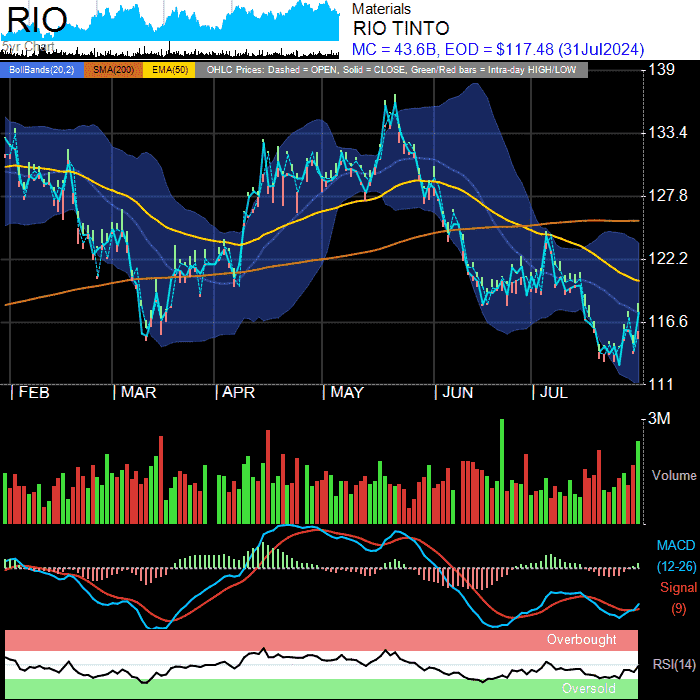 RIO
5yr Chart
Materials
RIO TINTO
MC = 43.6B, EOD = $117.48 (31Jul2024)
BollBands(20,2) SMA(200) EMA(50) OHLC Prices: Dashed = OPEN, Solid = CLOSE, Green/Red bars = Intra-day HIGH/LOW
139
133.4
127.8
122.2
116.6
111
FEB MAR APR MAY JUN JUL
3M
Volume
MACD
(12-26)
Signal
(9)
Overbought
RSI(14)
Oversold